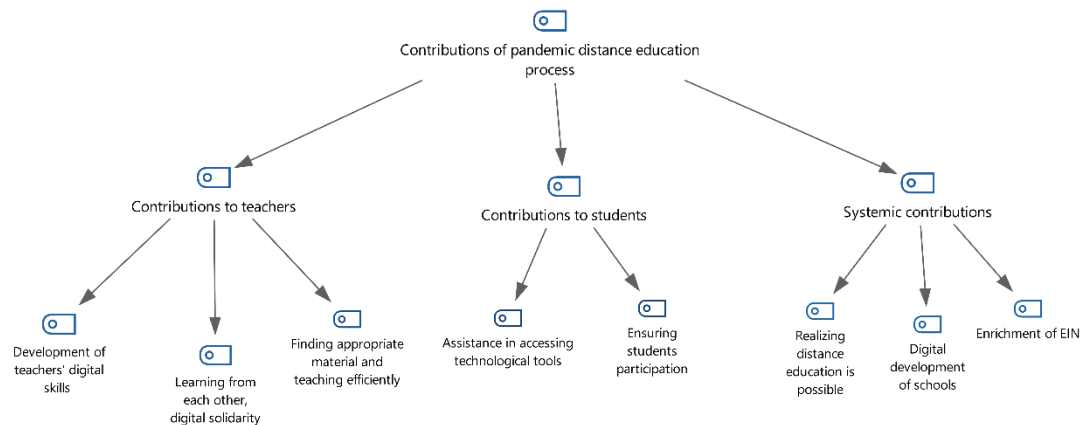 Contributions of pandemic distance education
process
Contributions to teachers
Contributions to students
Systemic contributions
Development of
teachers' digital
skills
Learning from
each other,
digital solidarity
Finding appropriate
material and
teaching efficiently
Assistance in accessing
technological tools
Ensuring
students
participation
Realizing
distance
education is
possible
Digital
development
of schools
Enrichment of EIN